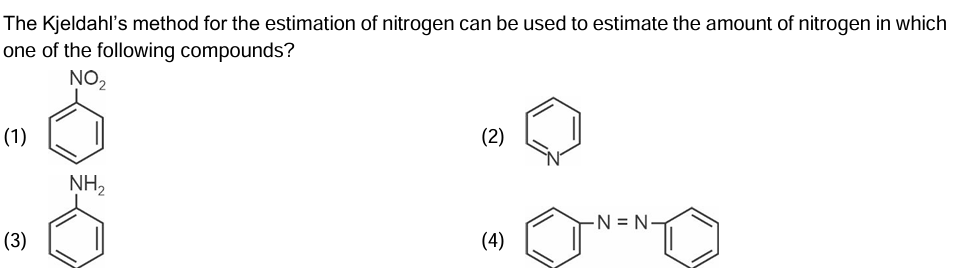 The Kjeldahl's method for the estimation of nitrogen can be used to estimate the amount of nitrogen in which
one of the following compounds?
NO₂
(1)
(2)
N
NH₂
(3)
(4)
N = N